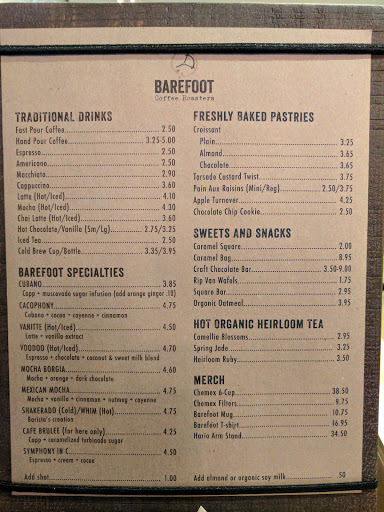 BAREFOOT
Coffee Roasters
TRADITIONAL DRINKS
Fast Pour Coffee 2.50
Hand Pour Coffee 3.25-5.00
Espresso 2.50
Americano 2.50
Macchiato 2.90
Cappuccino 3.60
Latte (Hot/Iced) 4.10
Mocha (Hot/Iced) 4.30
Chai Latte (Hot/Iced) 3.60
Hot Chocolate/Vanilla (Sm/Lg) 2.75/3.25
Iced Tea 2.50
Cold Brew Cup/Bottle 3.35/3.95
BAREFOOT SPECIALTIES
CUBANO 3.85
Capp + muscovado sugar infusion (add orange ginger .10)
CACOPHONY 4.75
Cubano + cocoa + cayenne + cinnamon
VANITTE (Hot/Iced) 4.50
Latte + vanilla extract
VOODOO (Hot/Iced) 4.70
Espresso + chocolate + coconut & sweet milk blend
MOCHA BORGIA 4.60
Mocha + orange + dark chocolate
MEXICAN MOCHA 4.75
Mocha + vanilla + cinnamon + nutmeg + cayenne
SHAKERADO (Cold)/WHIM (Hot) 4.75
Barista's creation
CAFE BRULEE (for here only) 4.25
Capp + caramelized turbinado sugar
SYMPHONY IN C 4.50
Espresso + cream + cocoa
Add shot 1.00
FRESHLY BAKED PASTRIES
Croissant
Plain 3.25
Almond 3.65
Chocolate 3.65
Torsade Custard Twist 3.75
Pain Aux Raisins (Mini/Reg) 2.50/3.75
Apple Turnover 4.25
Chocolate Chip Cookie 2.50
SWEETS AND SNACKS
Caramel Square 2.00
Caramel Bag 8.95
Craft Chocolate Bar 3.50-9.00
Rip Van Wafels 1.75
Square Bar 2.95
Organic Oatmeal 3.95
HOT ORGANIC HEIRLOOM TEA
Camellia Blossoms 2.95
Spring Jade 3.25
Heirloom Ruby 3.50
MERCH
Chemex 6-Cup 38.50
Chemex Filters 9.75
Barefoot Mug 10.75
Barefoot T-shirt 16.95
Hario Arm Stand 34.50
Add almond or organic soy milk .50